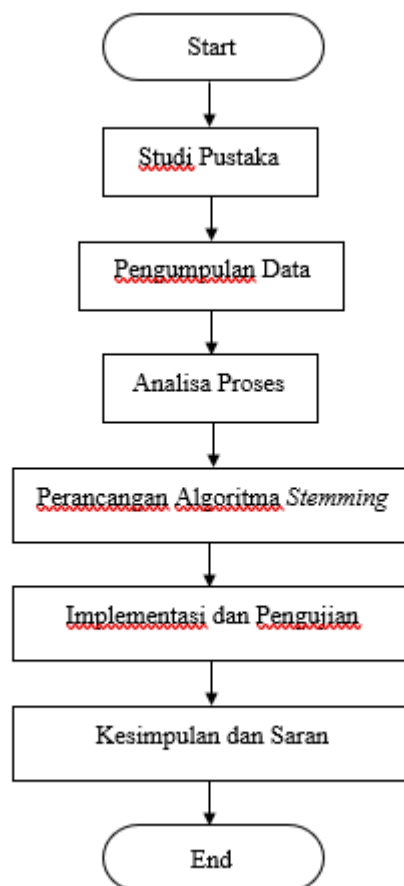 Start
Studi Pustaka
Pengumpulan Data
Analisa Proses
Perancangan Algoritma Stemming
Implementasi dan Pengujian
Kesimpulan dan Saran
End